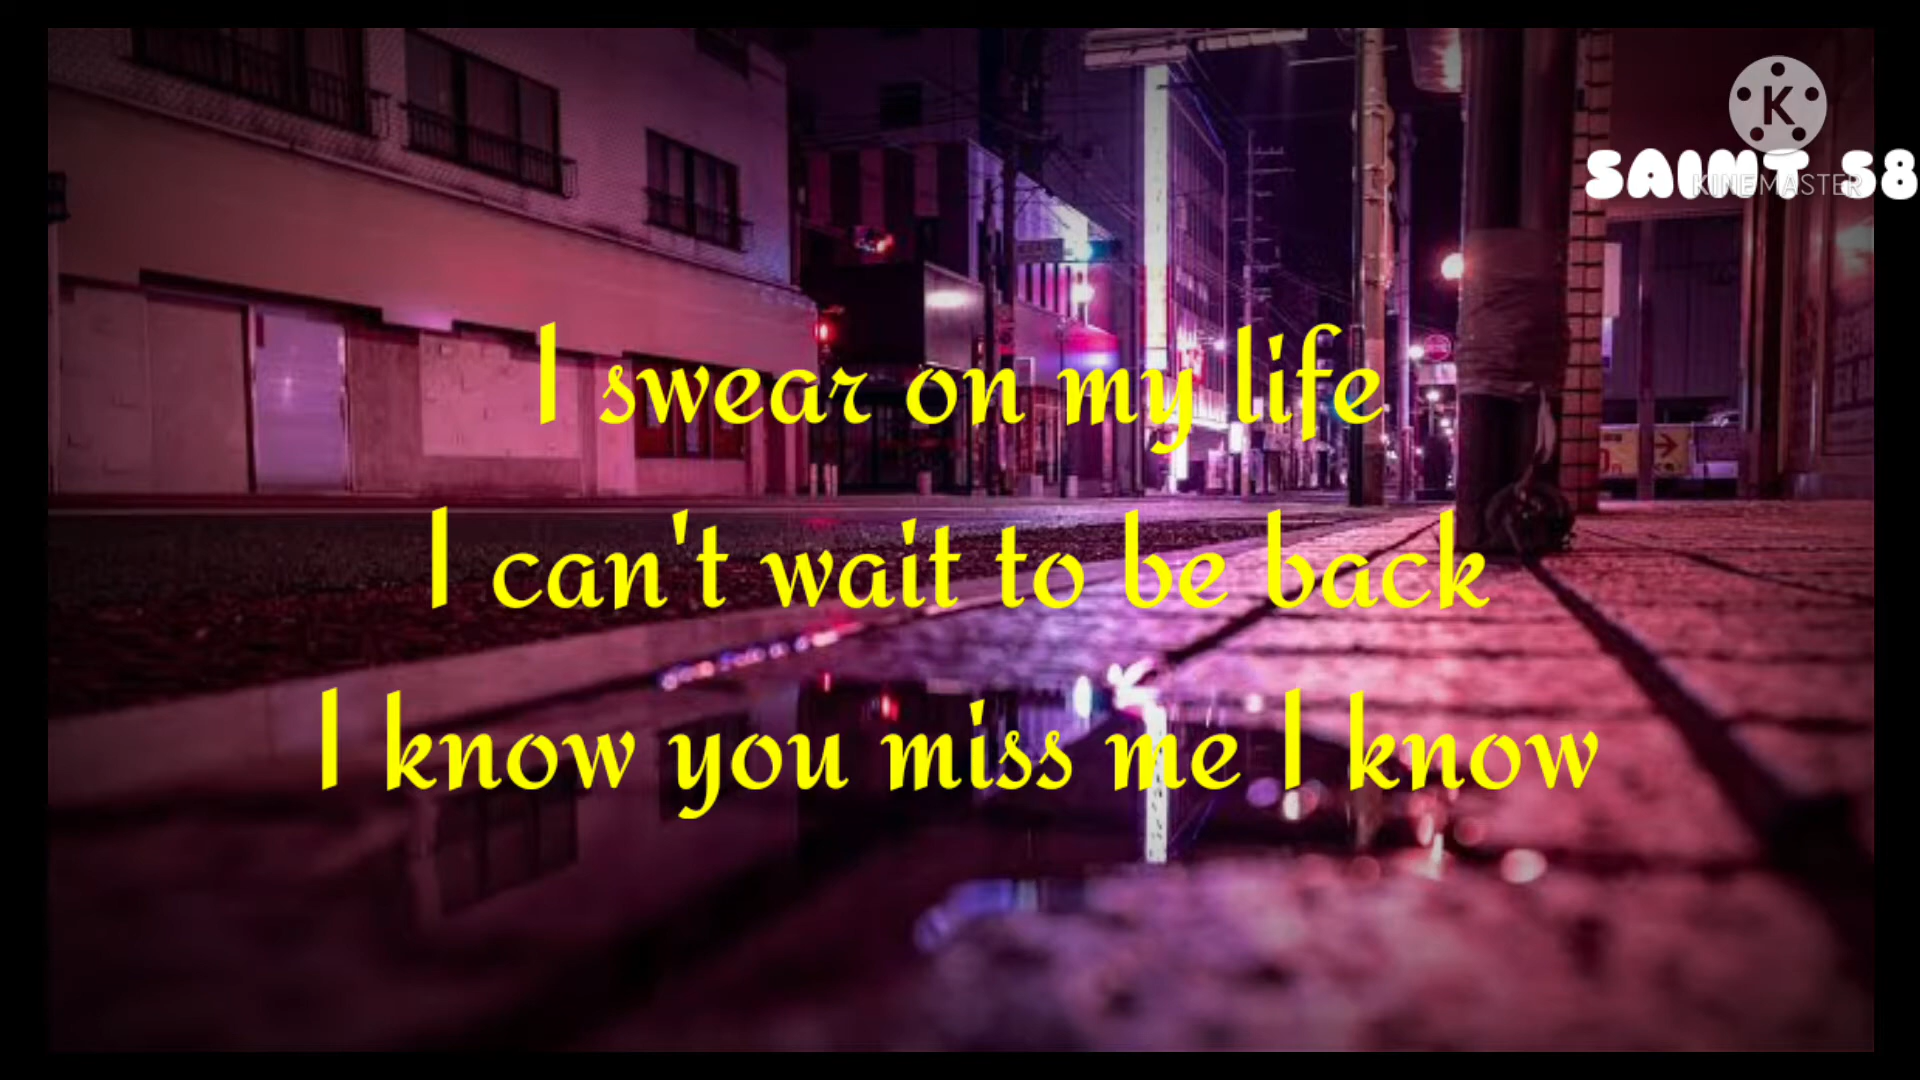 K
SAINT S8
KINEMASTER
I swear on my life
I can't wait to be back
I know you miss me I know